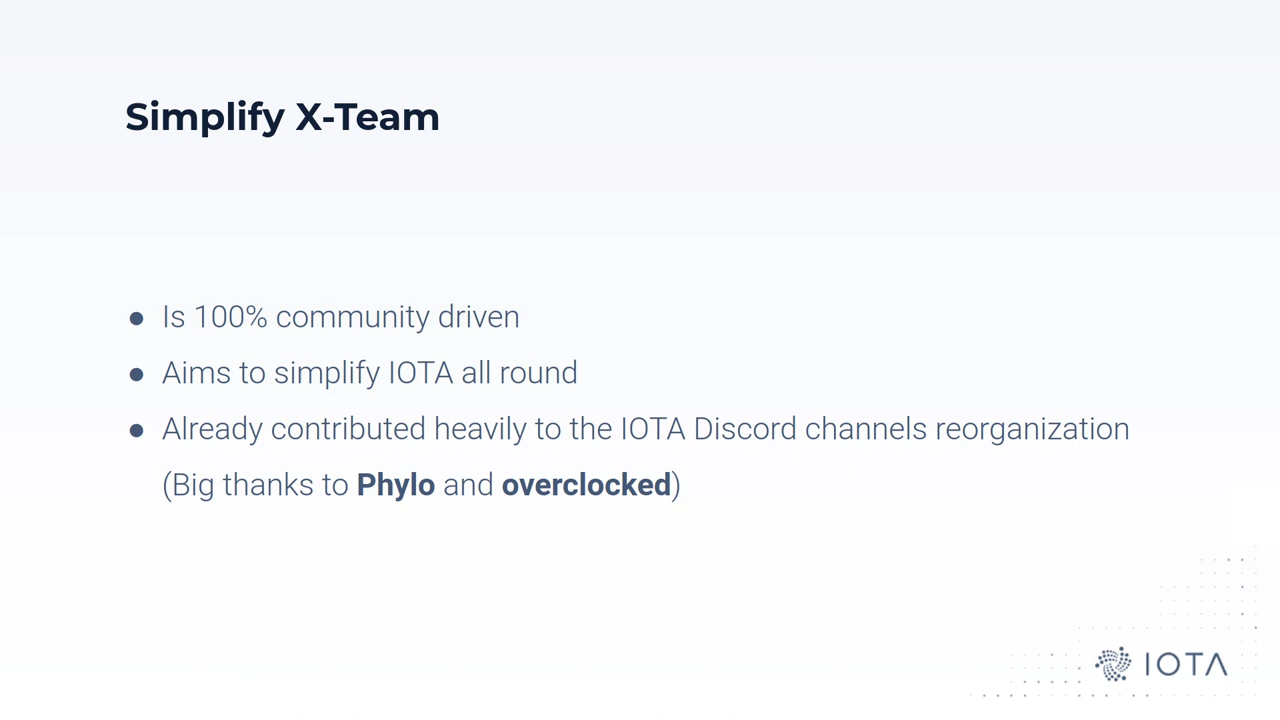 Simplify X-Team
● Is 100% community driven
● Aims to simplify IOTA all round
● Already contributed heavily to the IOTA Discord channels reorganization
(Big thanks to Phylo and overclocked)
IOTA